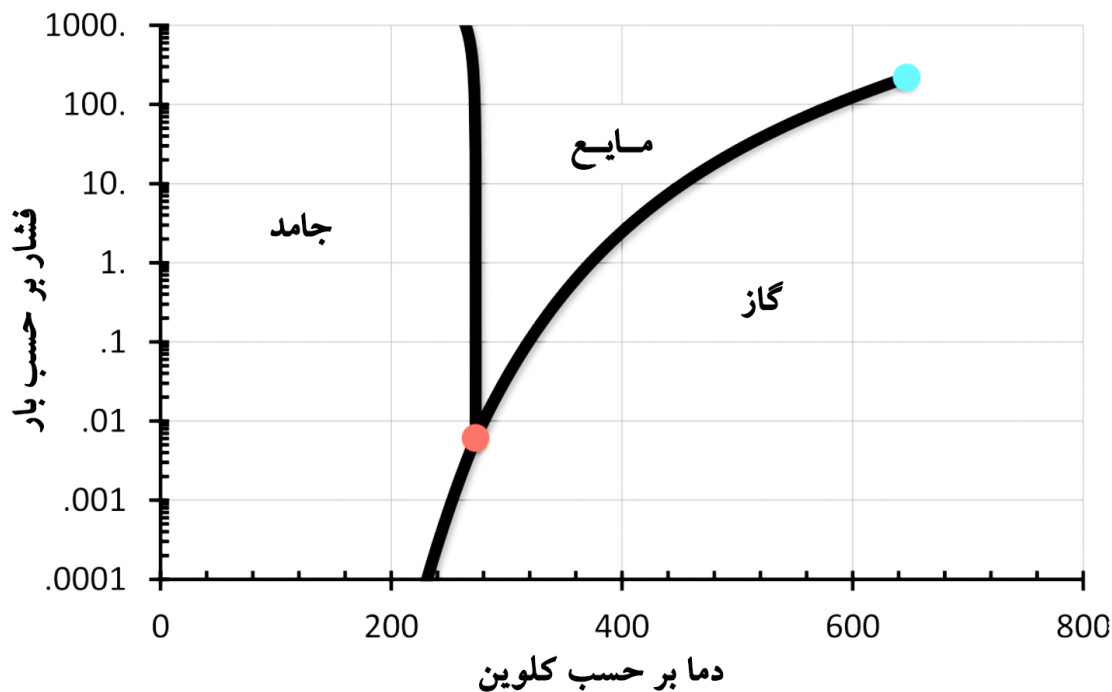 1000.
100.
10.
1.
.1
.01
.001
.0001
0 200 400 600 800
فشار بر حسب بار
جامد
مـایـع
گاز
دما بر حسب کلوین